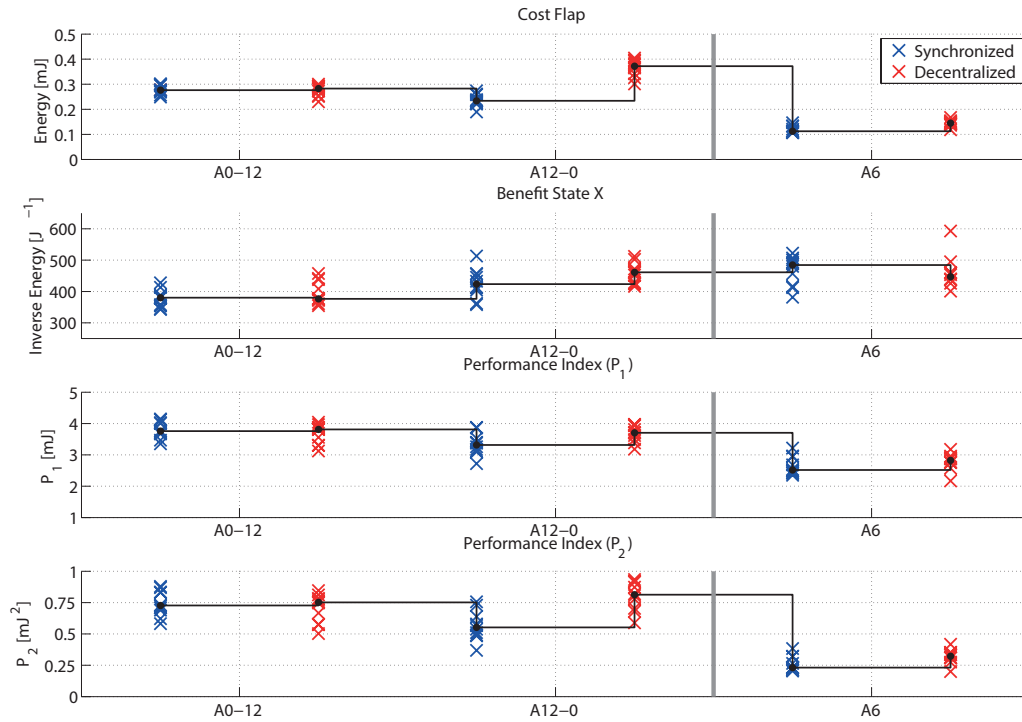 Cost Flap
Energy [mJ]
0.5
0.4
0.3
0.2
0.1
0
Synchronized
Decentralized
A0−12
A12−0
A6
Benefit State X
Inverse Energy [J⁻¹]
600
500
400
300
A0−12
A12−0
A6
Performance Index (P₁)
P₁ [mJ]
5
4
3
2
1
A0−12
A12−0
A6
Performance Index (P₂)
P₂ [mJ²]
1
0.75
0.5
0.25
0
A0−12
A12−0
A6